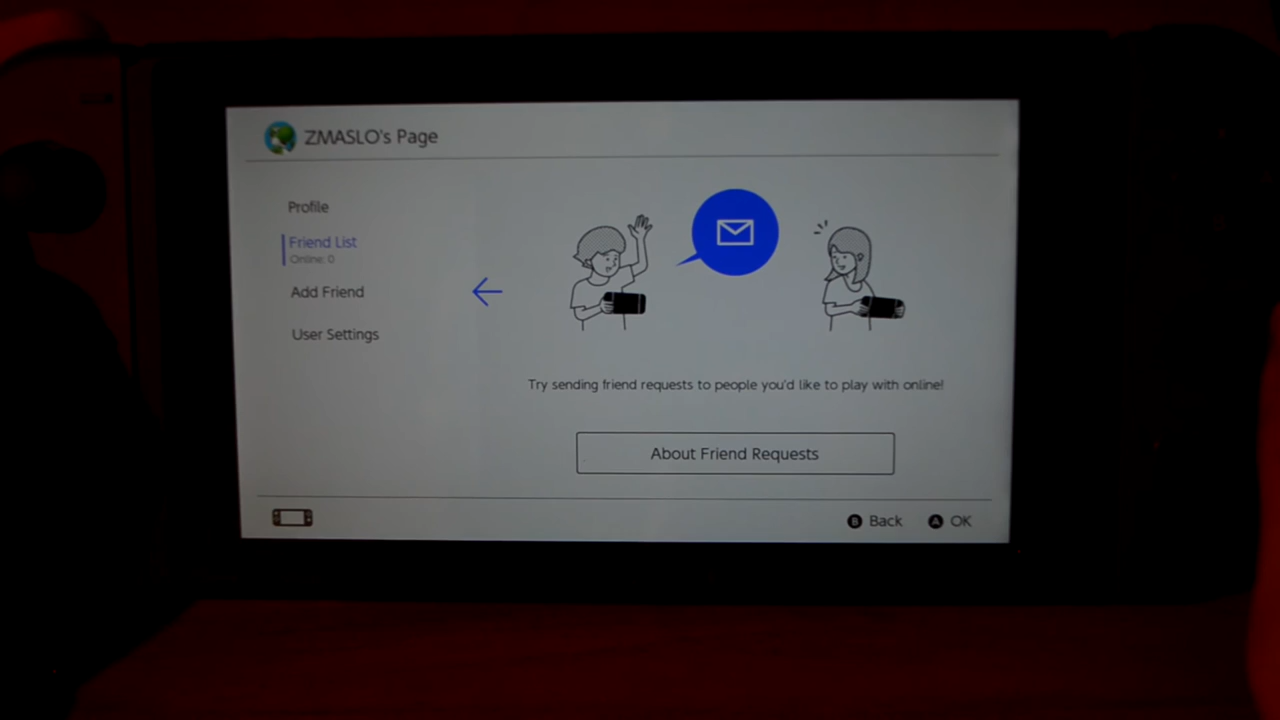 ZMASLO's Page
Profile
Friend List
Online: 0
Add Friend
User Settings
Try sending friend requests to people you'd like to play with online!
About Friend Requests
B Back
A OK